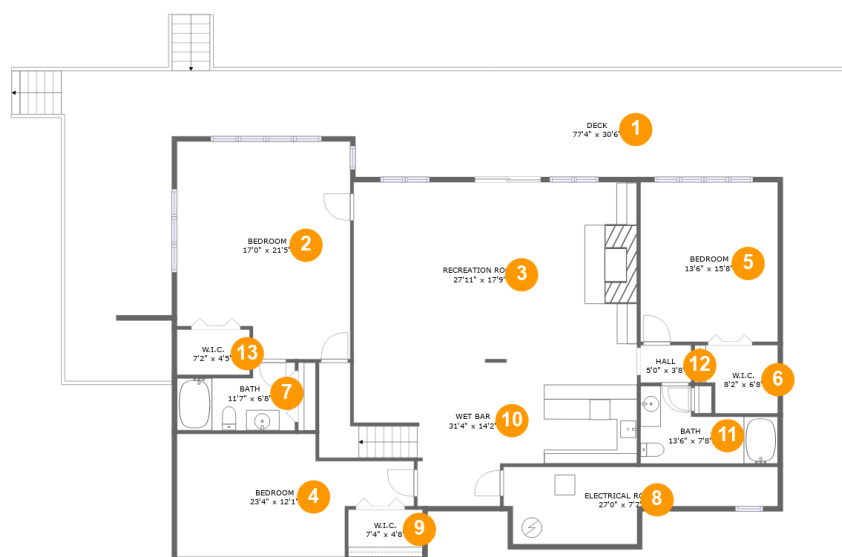 DECK
77'4" x 30'6"
1
BEDROOM
17'0" x 21'5"
2
RECREATION RO
27'11" x 17'9"
3
BEDROOM
13'6" x 15'8"
5
W.I.C.
7'2" x 4'5"
13
HALL
5'0" x 3'8"
12
W.I.C.
8'2" x 6'8"
6
BATH
11'7" x 6'8"
7
WET BAR
31'4" x 14'2"
10
BATH
13'6" x 7'8"
11
BEDROOM
23'4" x 12'1"
4
ELECTRICAL RO
27'0" x 7'7"
8
W.I.C.
7'4" x 4'8"
9